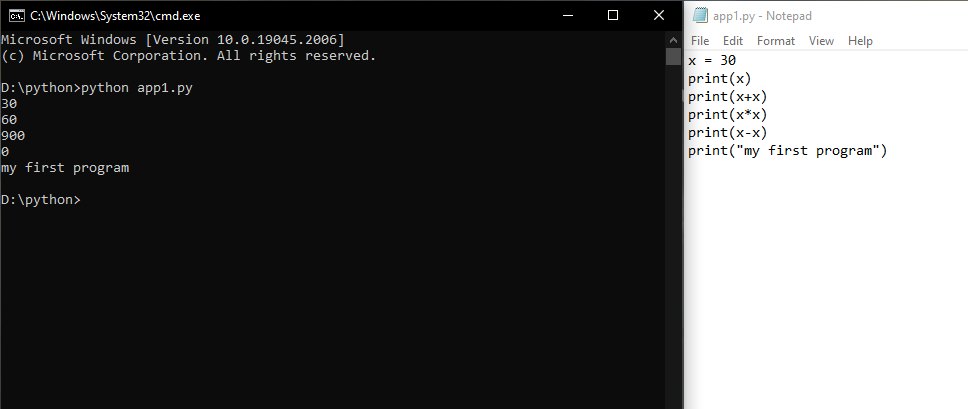 C:\Windows\System32\cmd.exe
Microsoft Windows [Version 10.0.19045.2006]
(c) Microsoft Corporation. All rights reserved.
D:\python>python app1.py
30
60
900
0
my first program
D:\python>
app1.py - Notepad
File Edit Format View Help
x = 30
print(x)
print(x+x)
print(x*x)
print(x-x)
print("my first program")